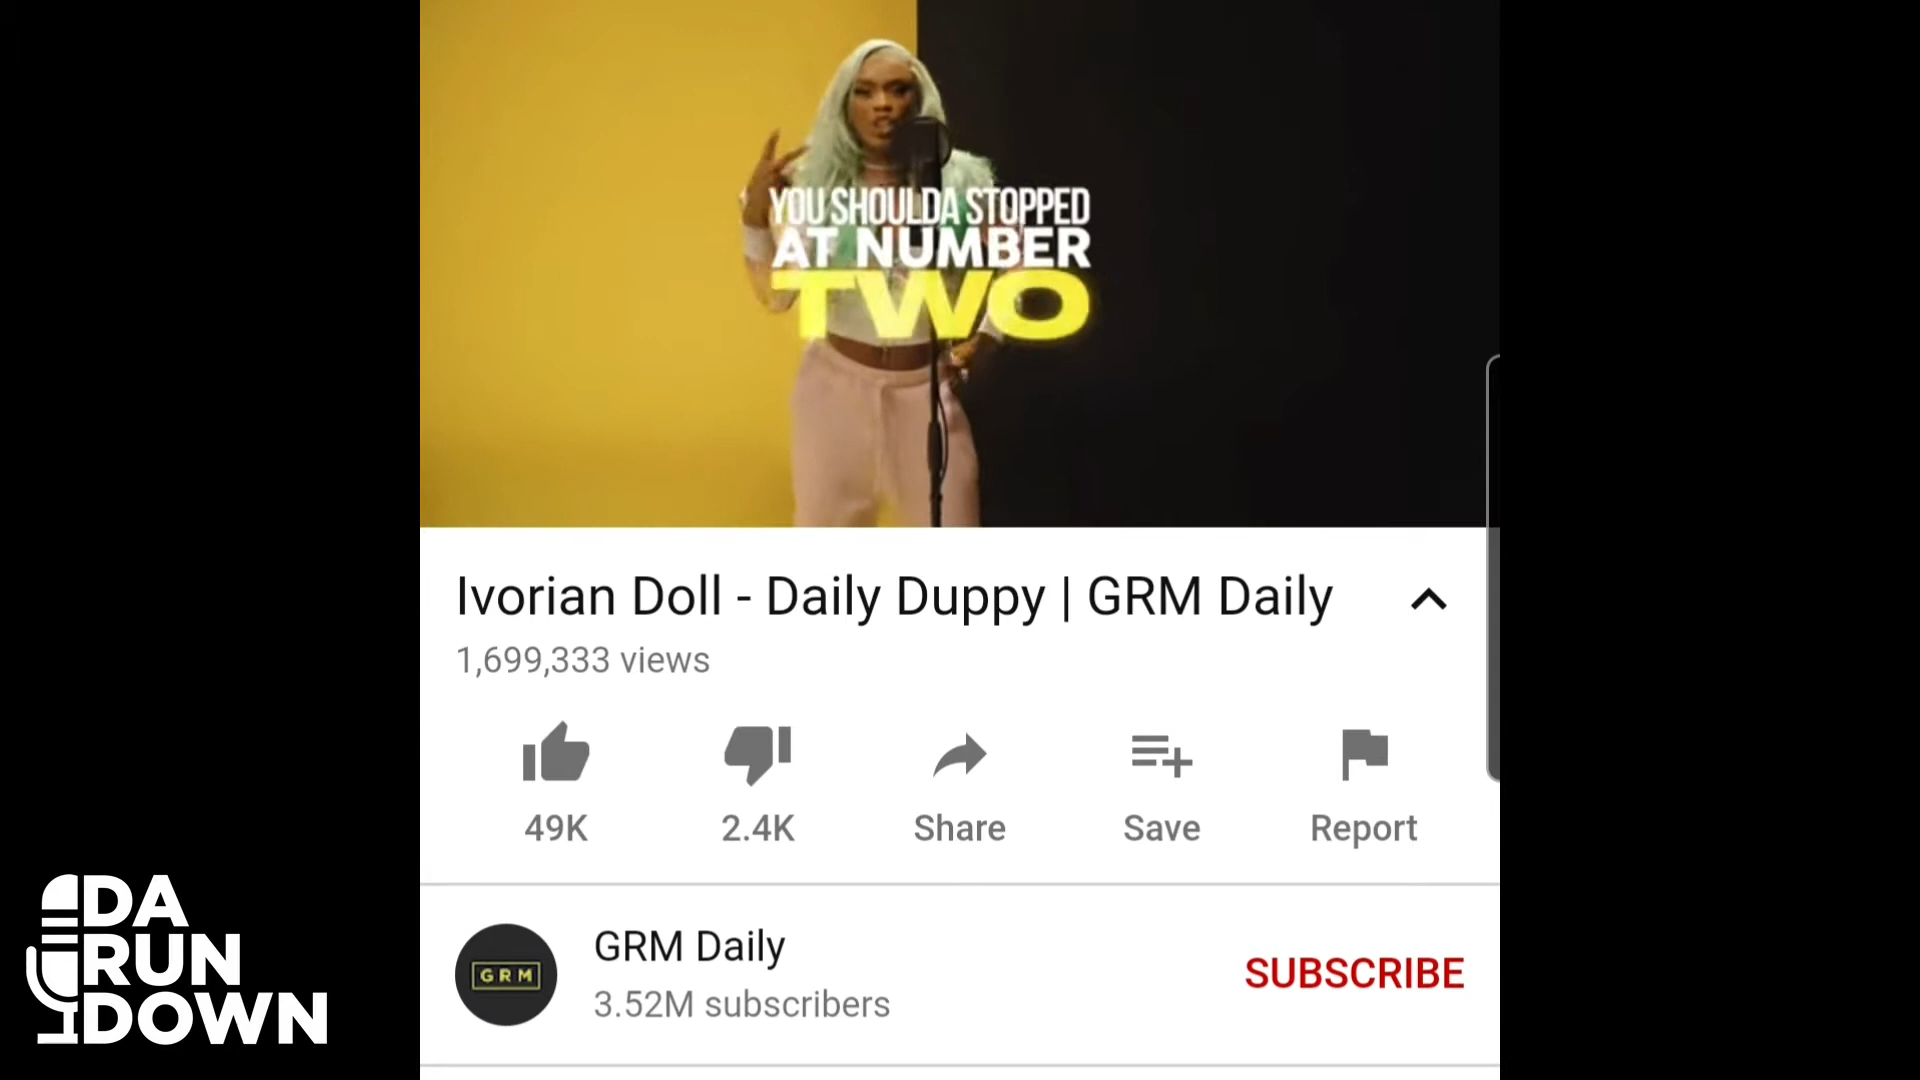 YOU SHOULDA STOPPED
AT NUMBER
TWO
Ivorian Doll - Daily Duppy | GRM Daily
1,699,333 views
49K
2.4K
Share
Save
Report
GRM
GRM Daily
3.52M subscribers
SUBSCRIBE
DA
RUN
DOWN